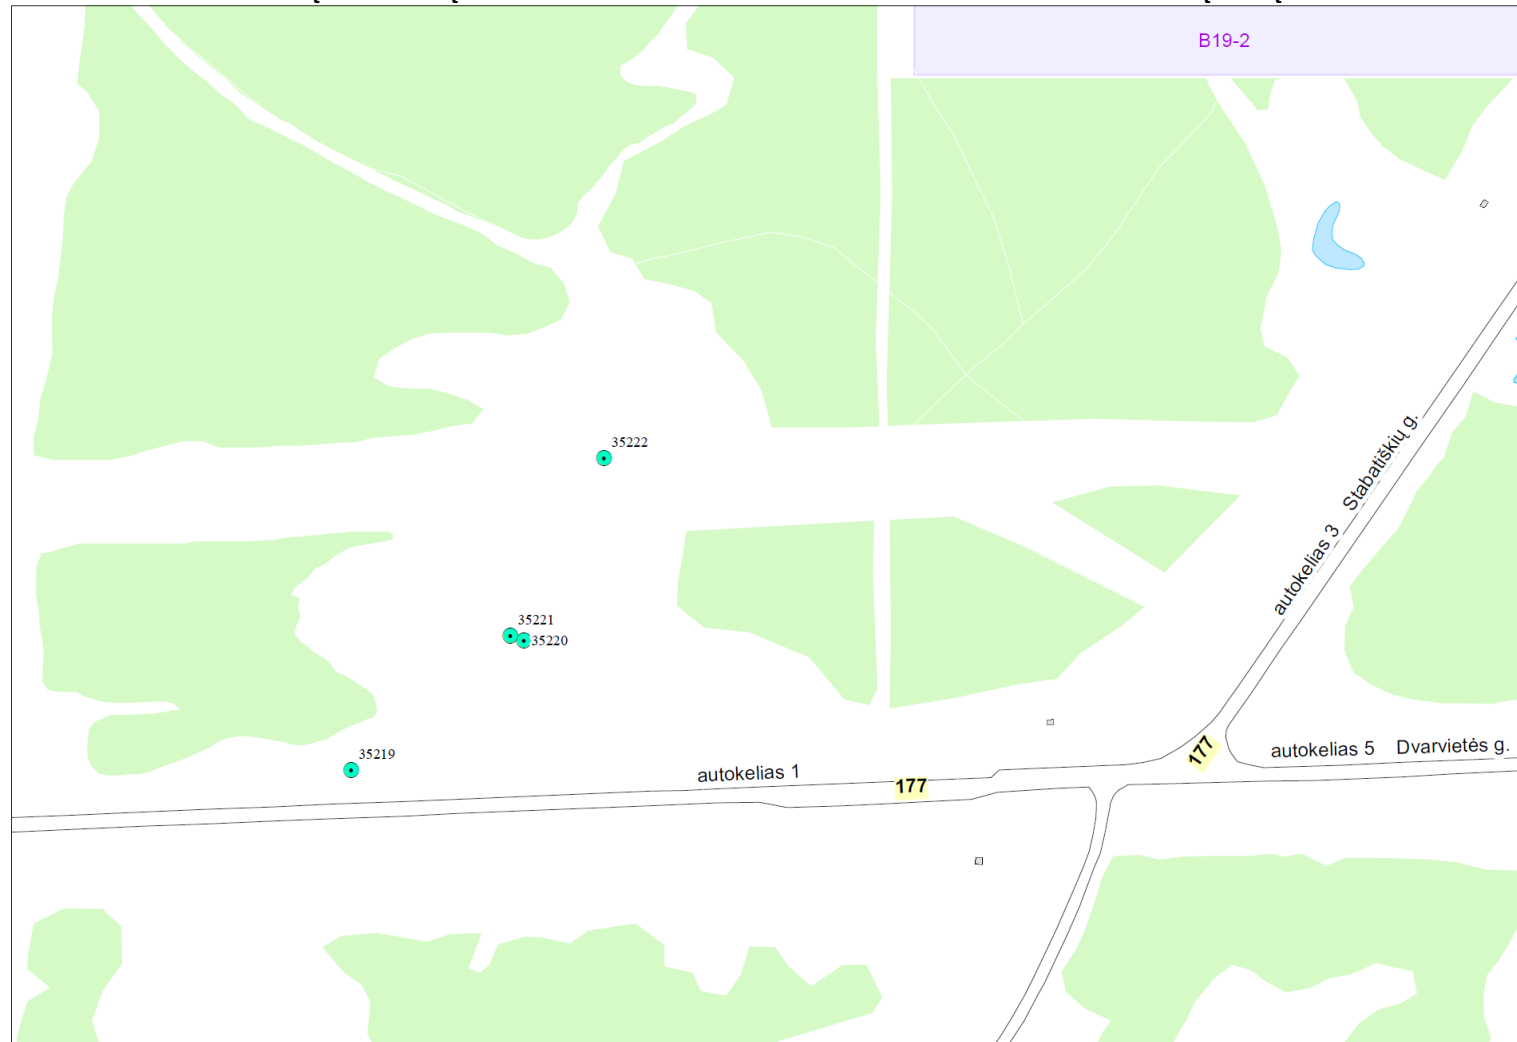 B19-2
35222
autokelias 3 Stabatiškių g.
35221
35220
35219
autokelias 1
177
177
autokelias 5 Dvarvietės g.